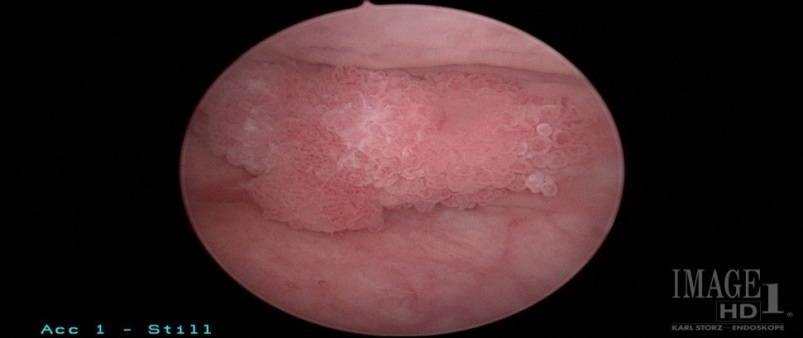 IMAGE 1
HD ®
KARL STORZ — ENDOSKOPE
Acc 1 - Still